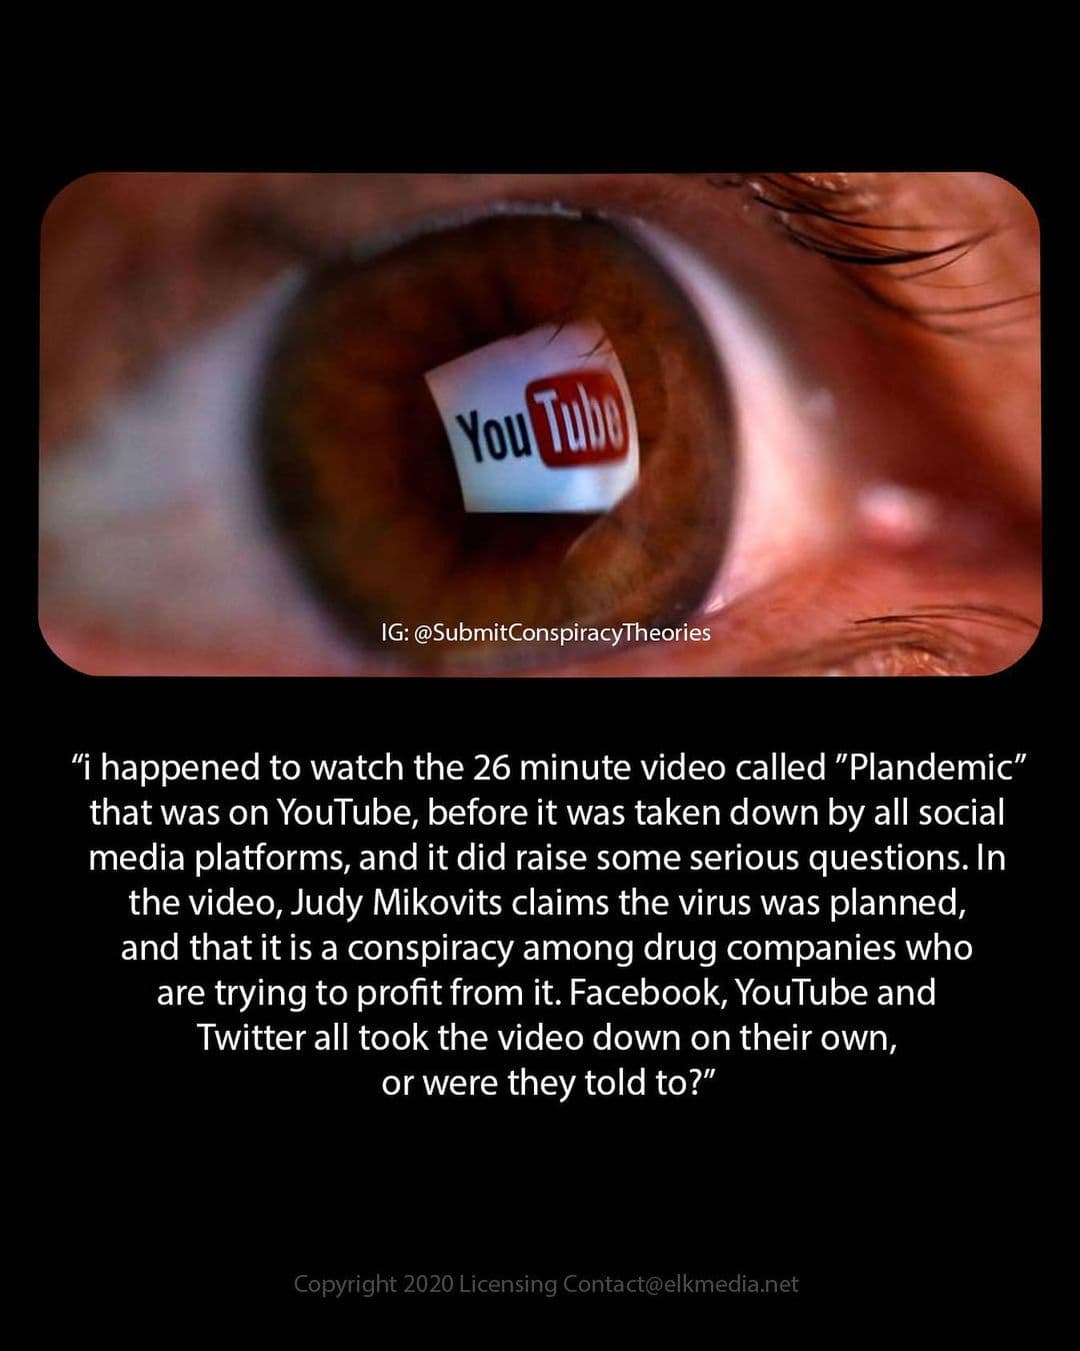 YouTube
IG: @SubmitConspiracyTheories
“i happened to watch the 26 minute video called ”Plandemic”
that was on YouTube, before it was taken down by all social
media platforms, and it did raise some serious questions. In
the video, Judy Mikovits claims the virus was planned,
and that it is a conspiracy among drug companies who
are trying to profit from it. Facebook, YouTube and
Twitter all took the video down on their own,
or were they told to?”
Copyright 2020 Licensing Contact@elkmedia.net